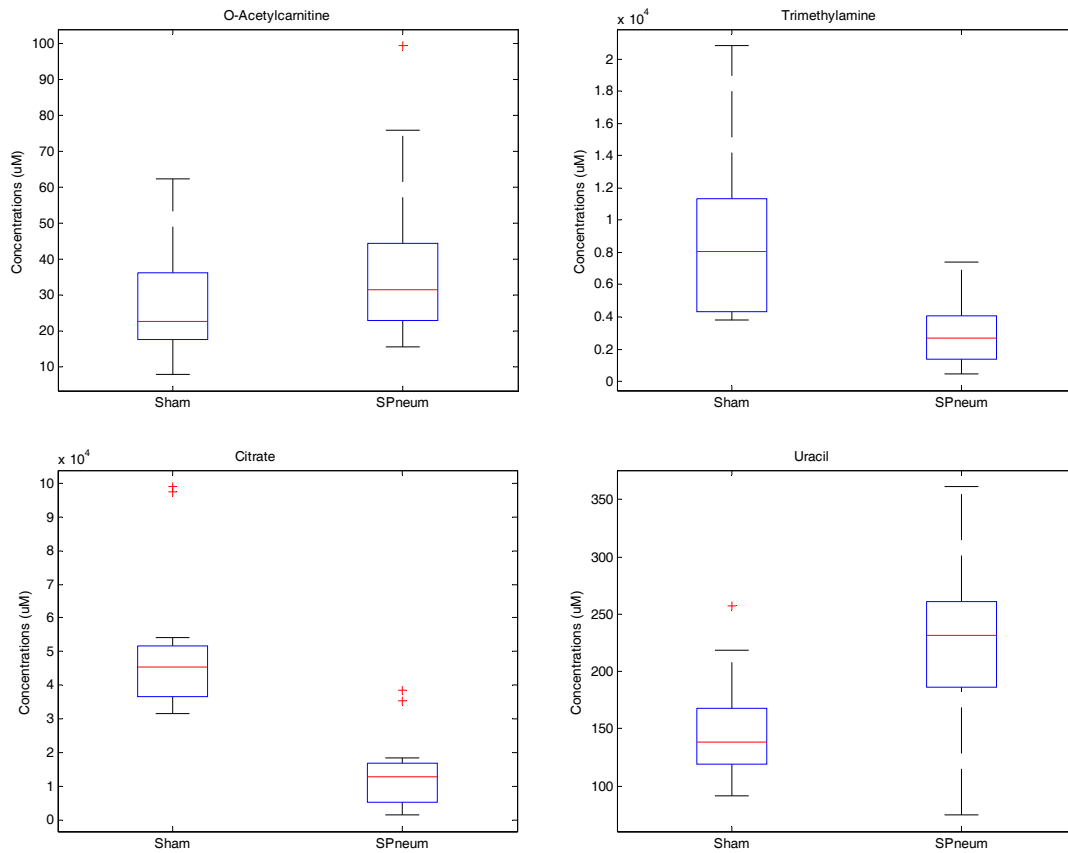 O-Acetylcarnitine
Concentrations (uM)
100
90
80
70
60
50
40
30
20
10
Sham SPneum
Trimethylamine
x 10^4
Concentrations (uM)
2
1.8
1.6
1.4
1.2
1
0.8
0.6
0.4
0.2
0
Sham SPneum
Citrate
x 10^4
Concentrations (uM)
10
9
8
7
6
5
4
3
2
1
0
Sham SPneum
Uracil
Concentrations (uM)
350
300
250
200
150
100
Sham SPneum